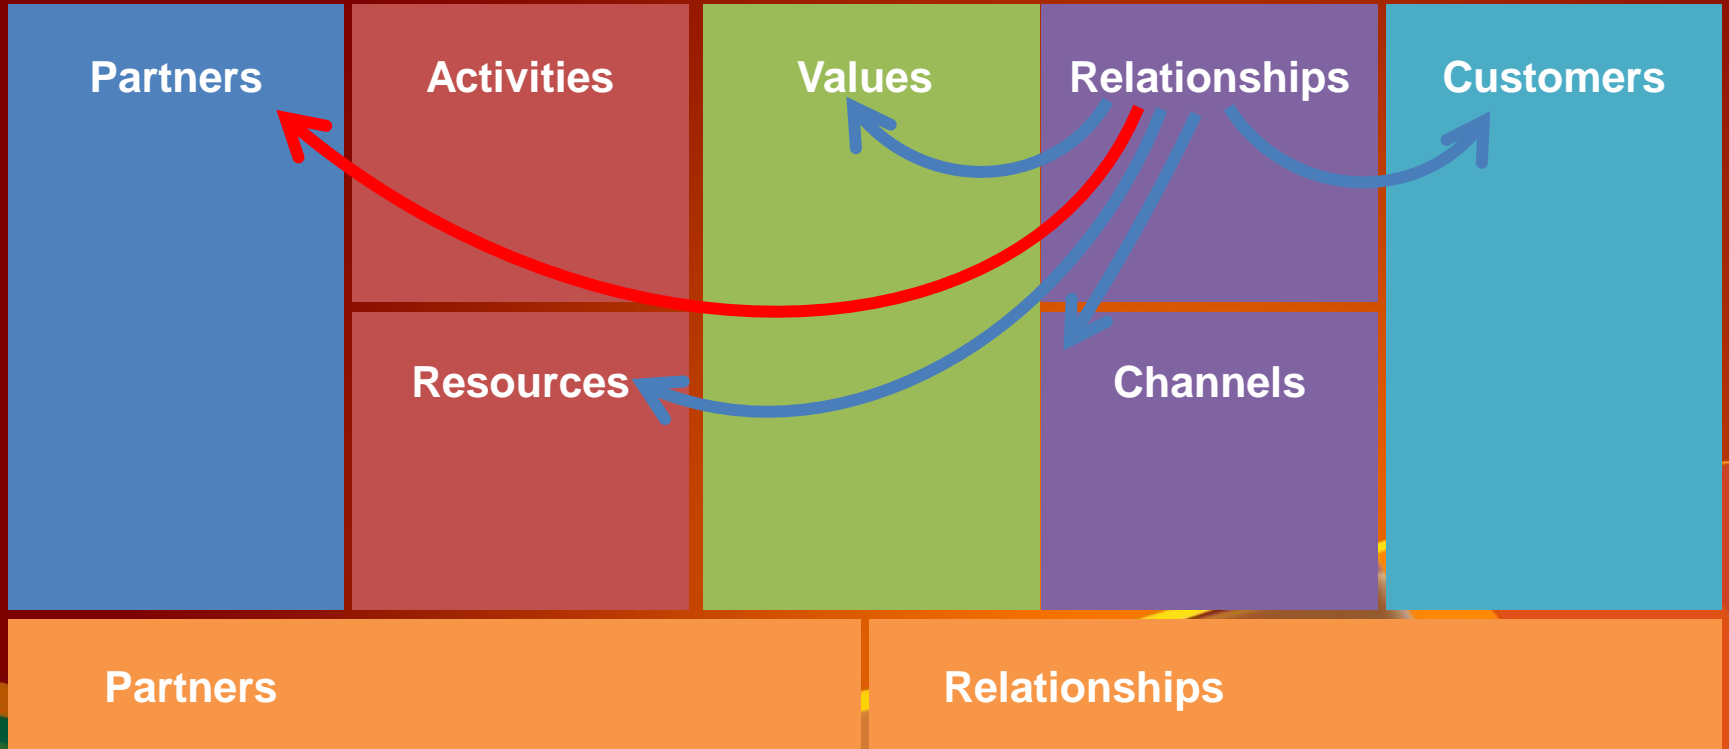 Partners
Activities
Values
Relationships
Customers
Resources
Channels
Partners
Relationships